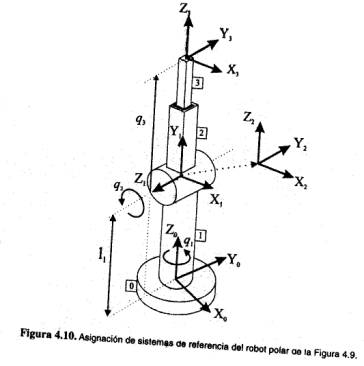 Z₃
Y₃
X₃
3
q₃
Y₁
2
Z₂
Y₂
Z₁
X₂
q₂
X₁
l₁
Z₀
1
q₁
Y₀
0
X₀
Figura 4.10. Asignación de sistemas de referencia del robot polar de la Figura 4.9.